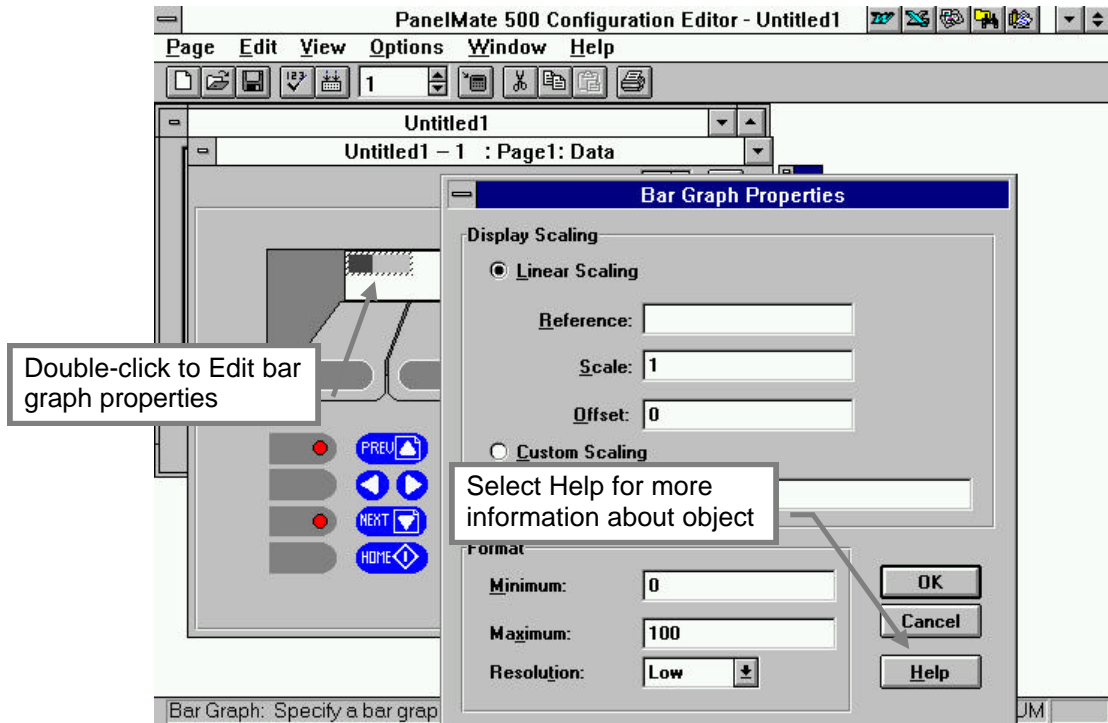 PanelMate 500 Configuration Editor - Untitled1
Page Edit View Options Window Help
1
Untitled1
Untitled1 – 1 : Page1: Data
Bar Graph Properties
Display Scaling
Linear Scaling
Reference:
Scale: 1
Offset: 0
Custom Scaling
Double-click to Edit bar
graph properties
PREV
NEXT
HOME
Select Help for more
information about object
Format
Minimum: 0
Maximum: 100
Resolution: Low
OK
Cancel
Help
Bar Graph: Specify a bar grap
UM